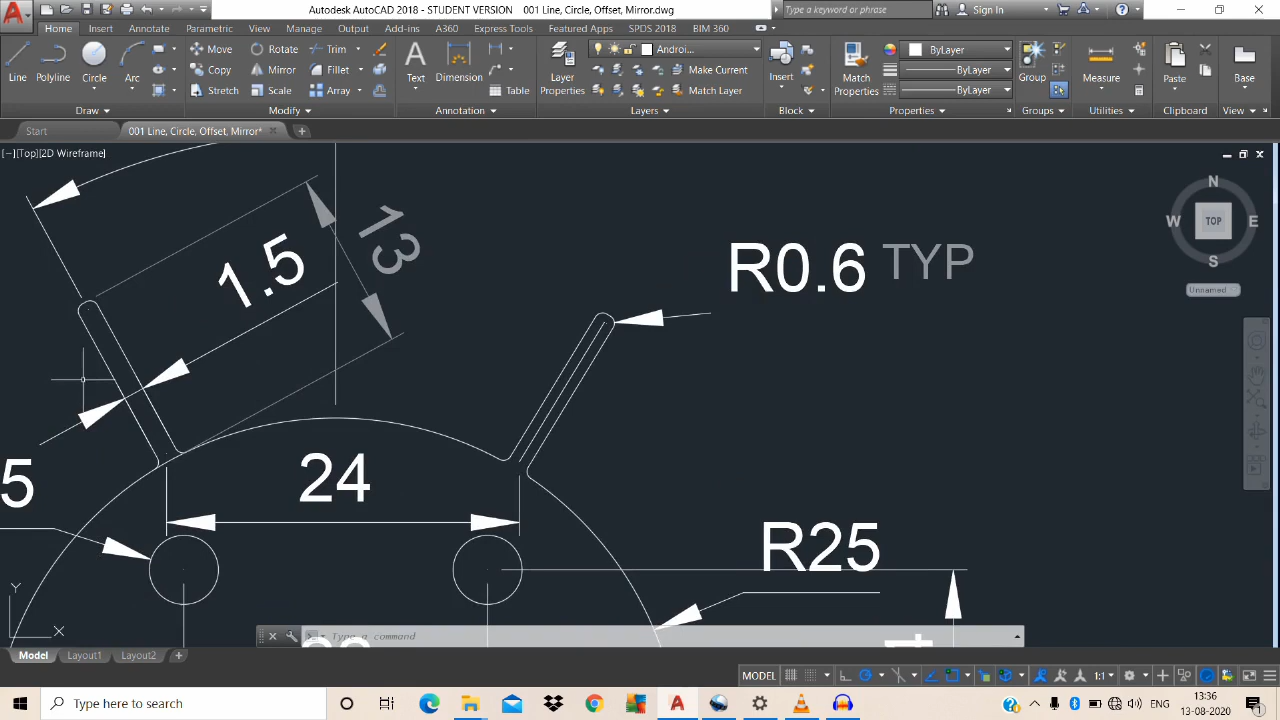 Autodesk AutoCAD 2018 - STUDENT VERSION 001 Line, Circle, Offset, Mirror.dwg
Type a keyword or phrase
Sign In
Home Insert Annotate Parametric View Manage Output Add-ins A360 Express Tools Featured Apps SPDS 2018 BIM 360
Line Polyline Circle Arc
Move Rotate Trim
Copy Mirror Fillet
Stretch Scale Array
Text Dimension Table
Layer Properties
Androi...
Make Current
Match Layer
Insert
Match Properties
ByLayer
ByLayer
ByLayer
Group
Measure
Paste
Base
Draw Modify Annotation Layers Block Properties Groups Utilities Clipboard View
Start 001 Line, Circle, Offset, Mirror*
[−][Top][2D Wireframe]
N
W TOP E
S
Unnamed
13
1.5
R0.6 TYP
5
24
R25
Y
X
Type a command
Model Layout1 Layout2
MODEL 1:1
Type here to search
ENG
13:36
13-08-2020
1